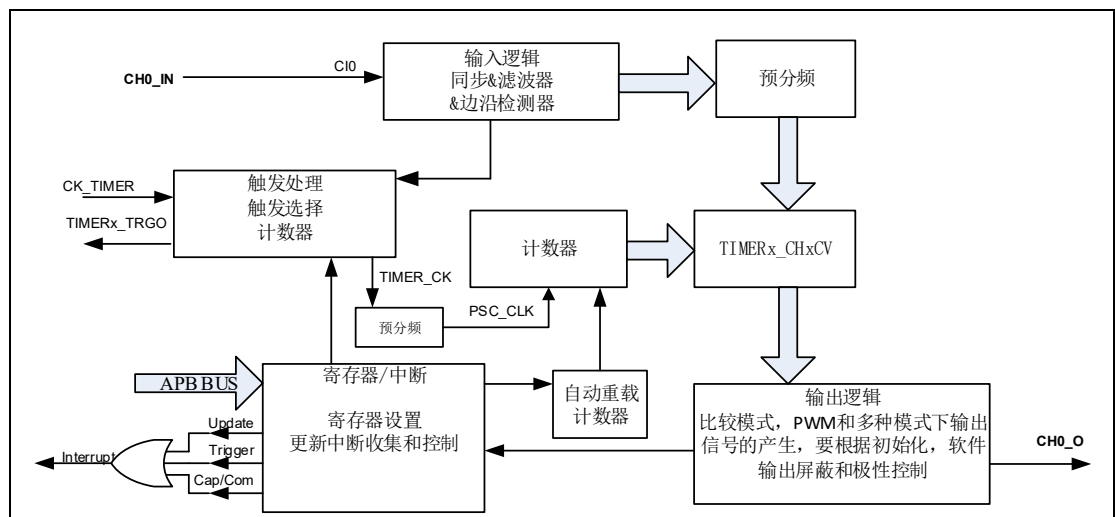 CH0_IN
CI0
输入逻辑
同步&滤波器
&边沿检测器
预分频
CK_TIMER
TIMERx_TRGO
触发处理
触发选择
计数器
TIMER_CK
预分频
PSC_CLK
计数器
TIMERx_CHxCV
APB BUS
寄存器/中断
寄存器设置
更新中断收集和控制
自动重载
计数器
输出逻辑
比较模式，PWM和多种模式下输出
信号的产生，要根据初始化，软件
输出屏蔽和极性控制
CH0_O
Update
Trigger
Cap/Com
Interrupt